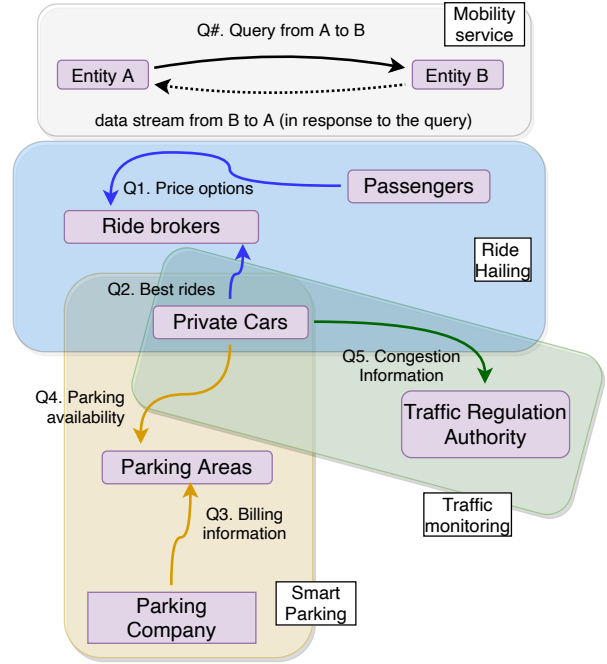 Mobility
service
Q#. Query from A to B
Entity A
Entity B
data stream from B to A (in response to the query)
Q1. Price options
Passengers
Ride brokers
Ride
Hailing
Q2. Best rides
Private Cars
Q5. Congestion
Information
Q4. Parking
availability
Traffic Regulation
Authority
Parking Areas
Traffic
monitoring
Q3. Billing
information
Smart
Parking
Parking
Company